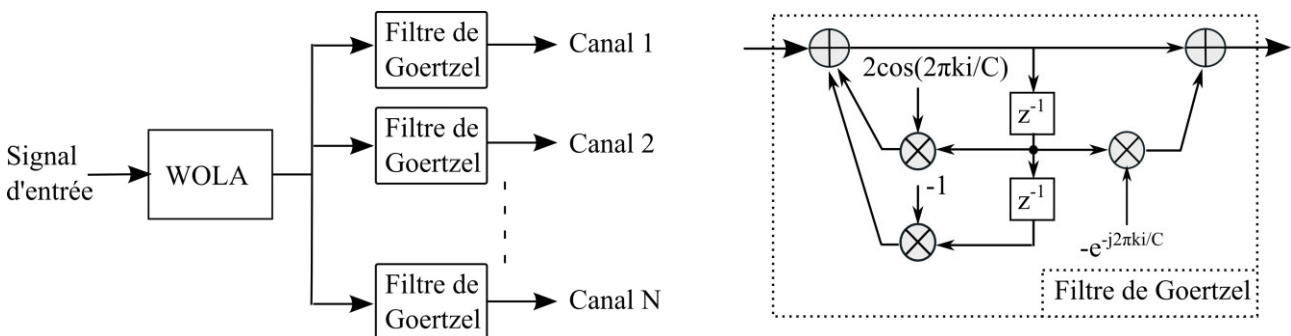 Signal
d'entrée
WOLA
Filtre de
Goertzel
Canal 1
Filtre de
Goertzel
Canal 2
Filtre de
Goertzel
Canal N
2cos(2πki/C)
z⁻¹
-1
z⁻¹
-e^-j2πki/C
Filtre de Goertzel